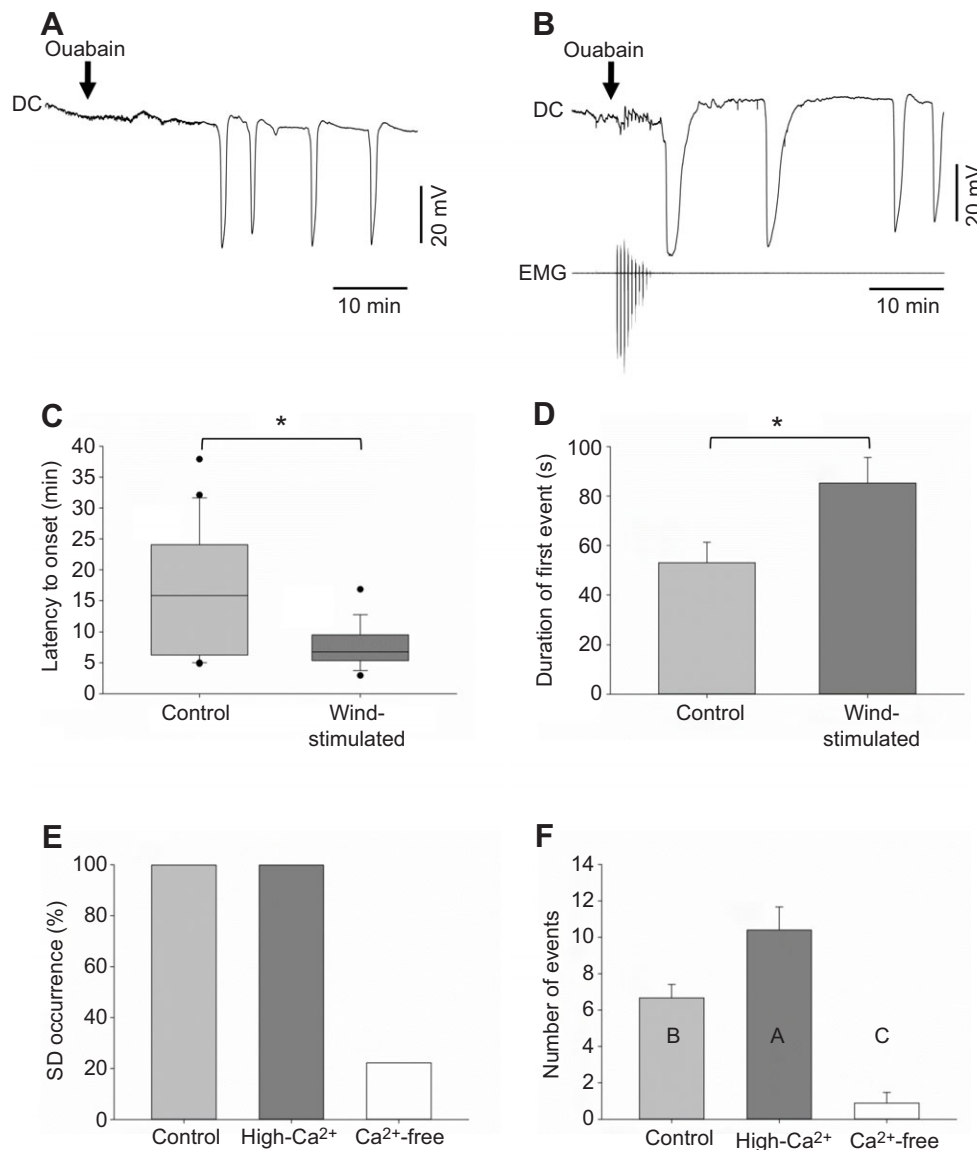 A
Ouabain
DC
20 mV
10 min
B
Ouabain
DC
20 mV
EMG
10 min
C
*
Latency to onset (min)
40
35
30
25
20
15
10
5
0
Control
Wind-
stimulated
D
*
Duration of first event (s)
100
80
60
40
20
0
Control
Wind-
stimulated
E
SD occurrence (%)
100
80
60
40
20
0
Control
High-Ca²⁺
Ca²⁺-free
F
Number of events
14
12
10
8
6
4
2
0
B
A
C
Control
High-Ca²⁺
Ca²⁺-free